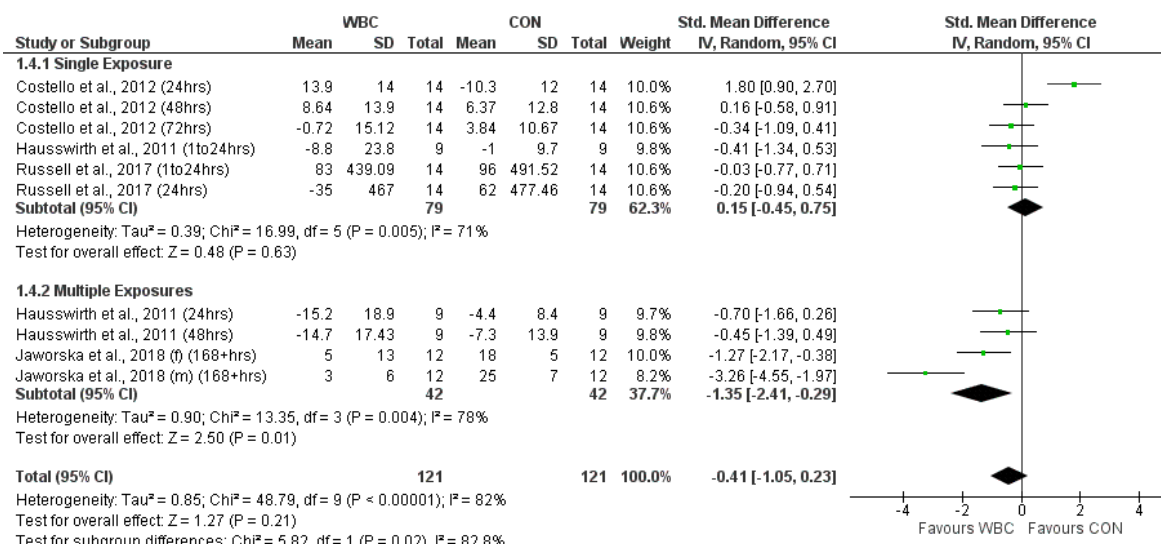 WBC CON Std. Mean Difference Std. Mean Difference
Study or Subgroup Mean SD Total Mean SD Total Weight IV, Random, 95% CI IV, Random, 95% CI
1.4.1 Single Exposure
Costello et al., 2012 (24hrs) 13.9 14 14 -10.3 12 14 10.0% 1.80 [0.90, 2.70]
Costello et al., 2012 (48hrs) 8.64 13.9 14 6.37 12.8 14 10.6% 0.16 [-0.58, 0.91]
Costello et al., 2012 (72hrs) -0.72 15.12 14 3.84 10.67 14 10.6% -0.34 [-1.09, 0.41]
Hausswirth et al., 2011 (1to24hrs) -8.8 23.8 9 -1 9.7 9 9.8% -0.41 [-1.34, 0.53]
Russell et al., 2017 (1to24hrs) 83 439.09 14 96 491.52 14 10.6% -0.03 [-0.77, 0.71]
Russell et al., 2017 (24hrs) -35 467 14 62 477.46 14 10.6% -0.20 [-0.94, 0.54]
Subtotal (95% CI) 79 79 62.3% 0.15 [-0.45, 0.75]
Heterogeneity: Tau² = 0.39; Chi² = 16.99, df = 5 (P = 0.005); I² = 71%
Test for overall effect: Z = 0.48 (P = 0.63)
1.4.2 Multiple Exposures
Hausswirth et al., 2011 (24hrs) -15.2 18.9 9 -4.4 8.4 9 9.7% -0.70 [-1.66, 0.26]
Hausswirth et al., 2011 (48hrs) -14.7 17.43 9 -7.3 13.9 9 9.8% -0.45 [-1.39, 0.49]
Jaworska et al., 2018 (f) (168+hrs) 5 13 12 18 5 12 10.0% -1.27 [-2.17, -0.38]
Jaworska et al., 2018 (m) (168+hrs) 3 6 12 25 7 12 8.2% -3.26 [-4.55, -1.97]
Subtotal (95% CI) 42 42 37.7% -1.35 [-2.41, -0.29]
Heterogeneity: Tau² = 0.90; Chi² = 13.35, df = 3 (P = 0.004); I² = 78%
Test for overall effect: Z = 2.50 (P = 0.01)
Total (95% CI) 121 121 100.0% -0.41 [-1.05, 0.23]
Heterogeneity: Tau² = 0.85; Chi² = 48.79, df = 9 (P < 0.00001); I² = 82%
Test for overall effect: Z = 1.27 (P = 0.21)
Test for subgroup differences: Chi² = 5.82, df = 1 (P = 0.02), I² = 82.8%
-4 -2 0 2 4
Favours WBC Favours CON